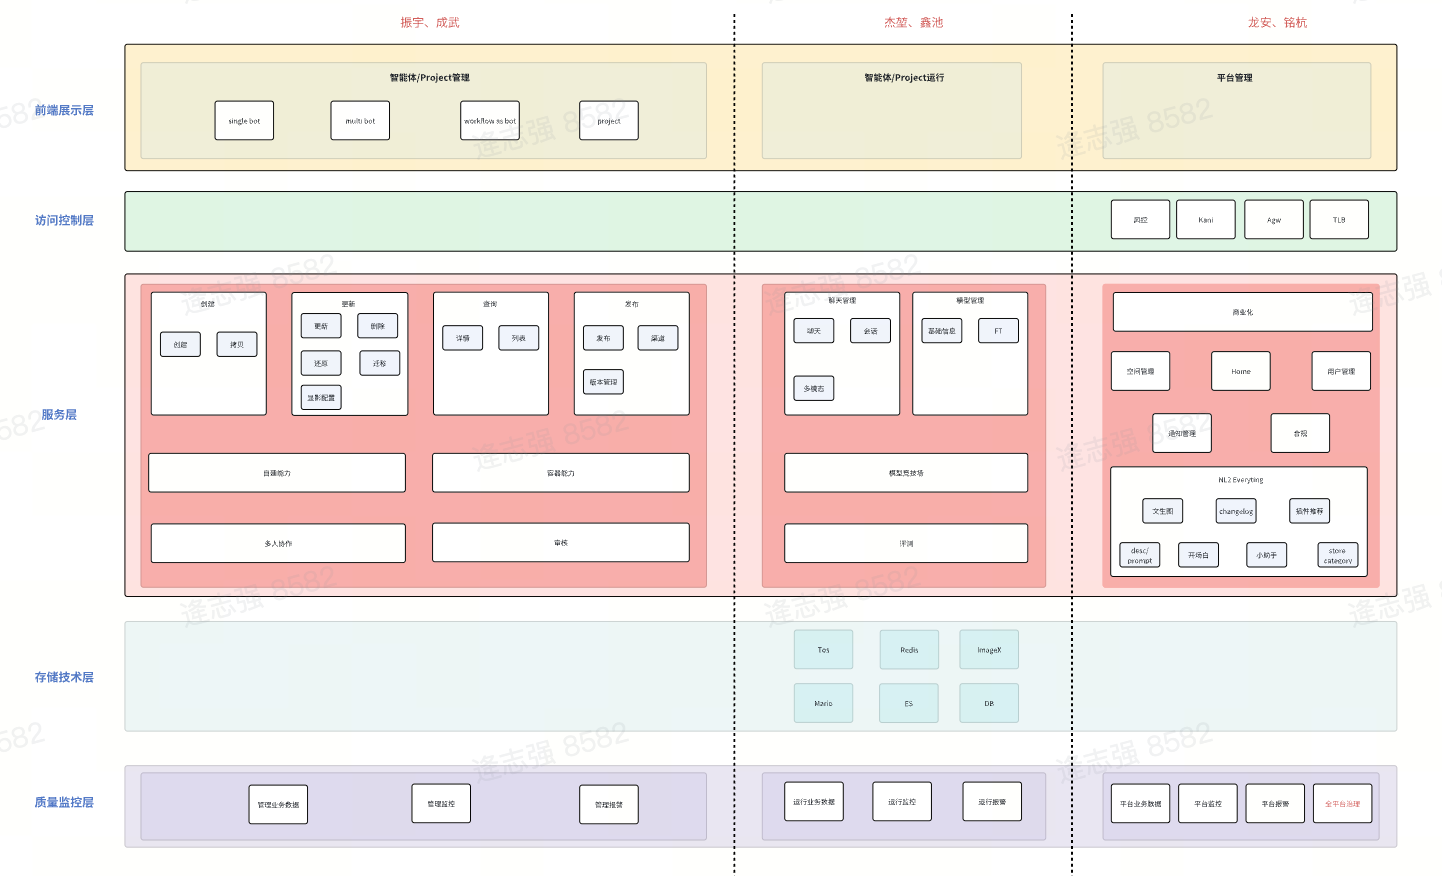 振宇、成武
杰堃、鑫池
龙安、铭杭
前端展示层
智能体/Project管理
single bot
multi bot
workflow as bot
project
智能体/Project运行
平台管理
访问控制层
风控
Kani
Agw
TLB
服务层
创建
创建
拷贝
更新
更新
删除
还原
迁移
显影配置
查询
详情
列表
发布
发布
渠道
版本管理
自建能力
容器能力
多人协作
审核
聊天管理
聊天
会话
多模态
模型管理
基础信息
FT
模型竞技场
评测
商业化
空间管理
Home
用户管理
通知管理
合规
NL2 Everyting
文生图
changelog
插件推荐
desc/
prompt
开场白
小助手
store
category
存储技术层
Tos
Redis
ImageX
Mario
ES
DB
质量监控层
管理业务数据
管理监控
管理报警
运行业务数据
运行监控
运行报警
平台业务数据
平台监控
平台报警
全平台治理
逄志强 8582